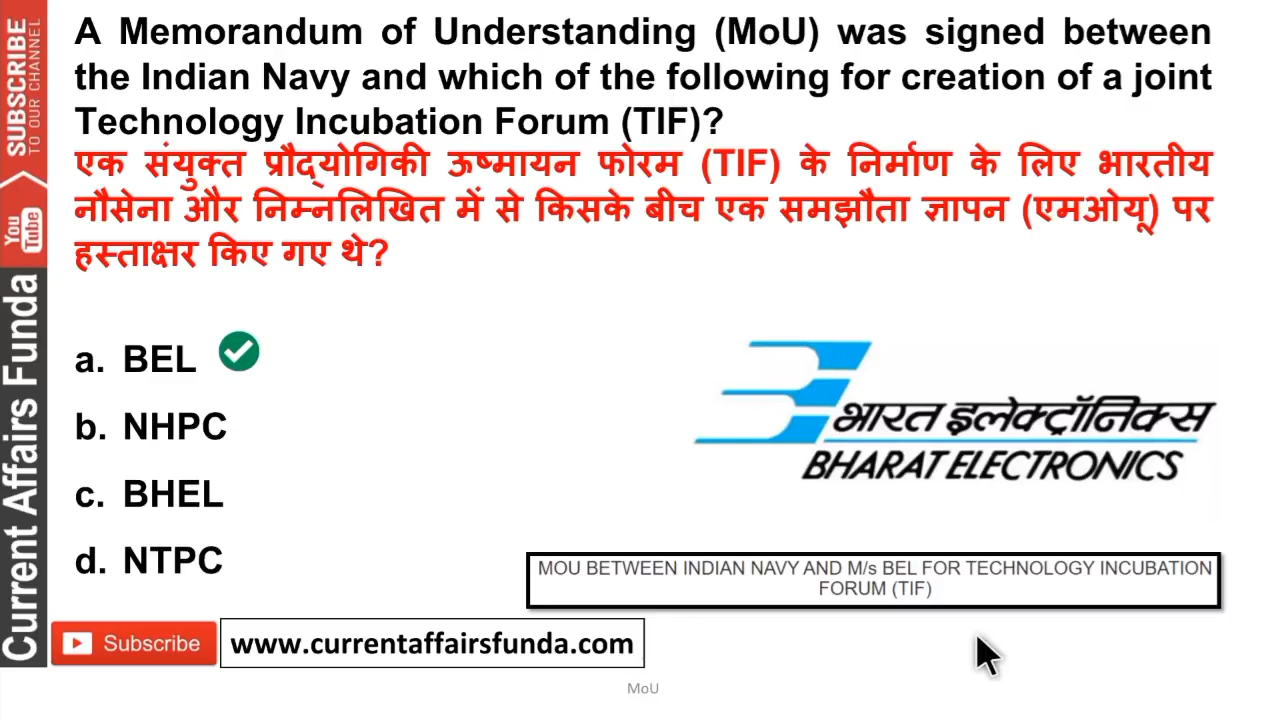 A Memorandum of Understanding (MoU) was signed between
the Indian Navy and which of the following for creation of a joint
Technology Incubation Forum (TIF)?
एक संयुक्त प्रौद्योगिकी ऊष्मायन फोरम (TIF) के निर्माण के लिए भारतीय
नौसेना और निम्नलिखित में से किसके बीच एक समझौता ज्ञापन (एमओयू) पर
हस्ताक्षर किए गए थे?
a. BEL
b. NHPC
c. BHEL
d. NTPC
भारत इलेक्ट्रॉनिक्स
BHARAT ELECTRONICS
MOU BETWEEN INDIAN NAVY AND M/s BEL FOR TECHNOLOGY INCUBATION
FORUM (TIF)
Subscribe
www.currentaffairsfunda.com
MoU
SUBSCRIBE
TO OUR CHANNEL
You
Tube
Current Affairs Funda